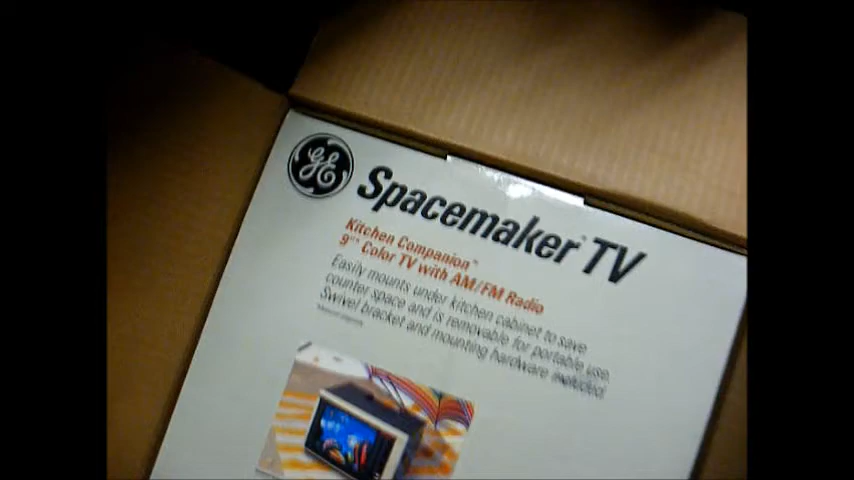 GE
Spacemaker® TV
Kitchen Companion™
9"* Color TV with AM/FM Radio
Easily mounts under kitchen cabinet to save
counter space and is removable for portable use.
Swivel bracket and mounting hardware included.